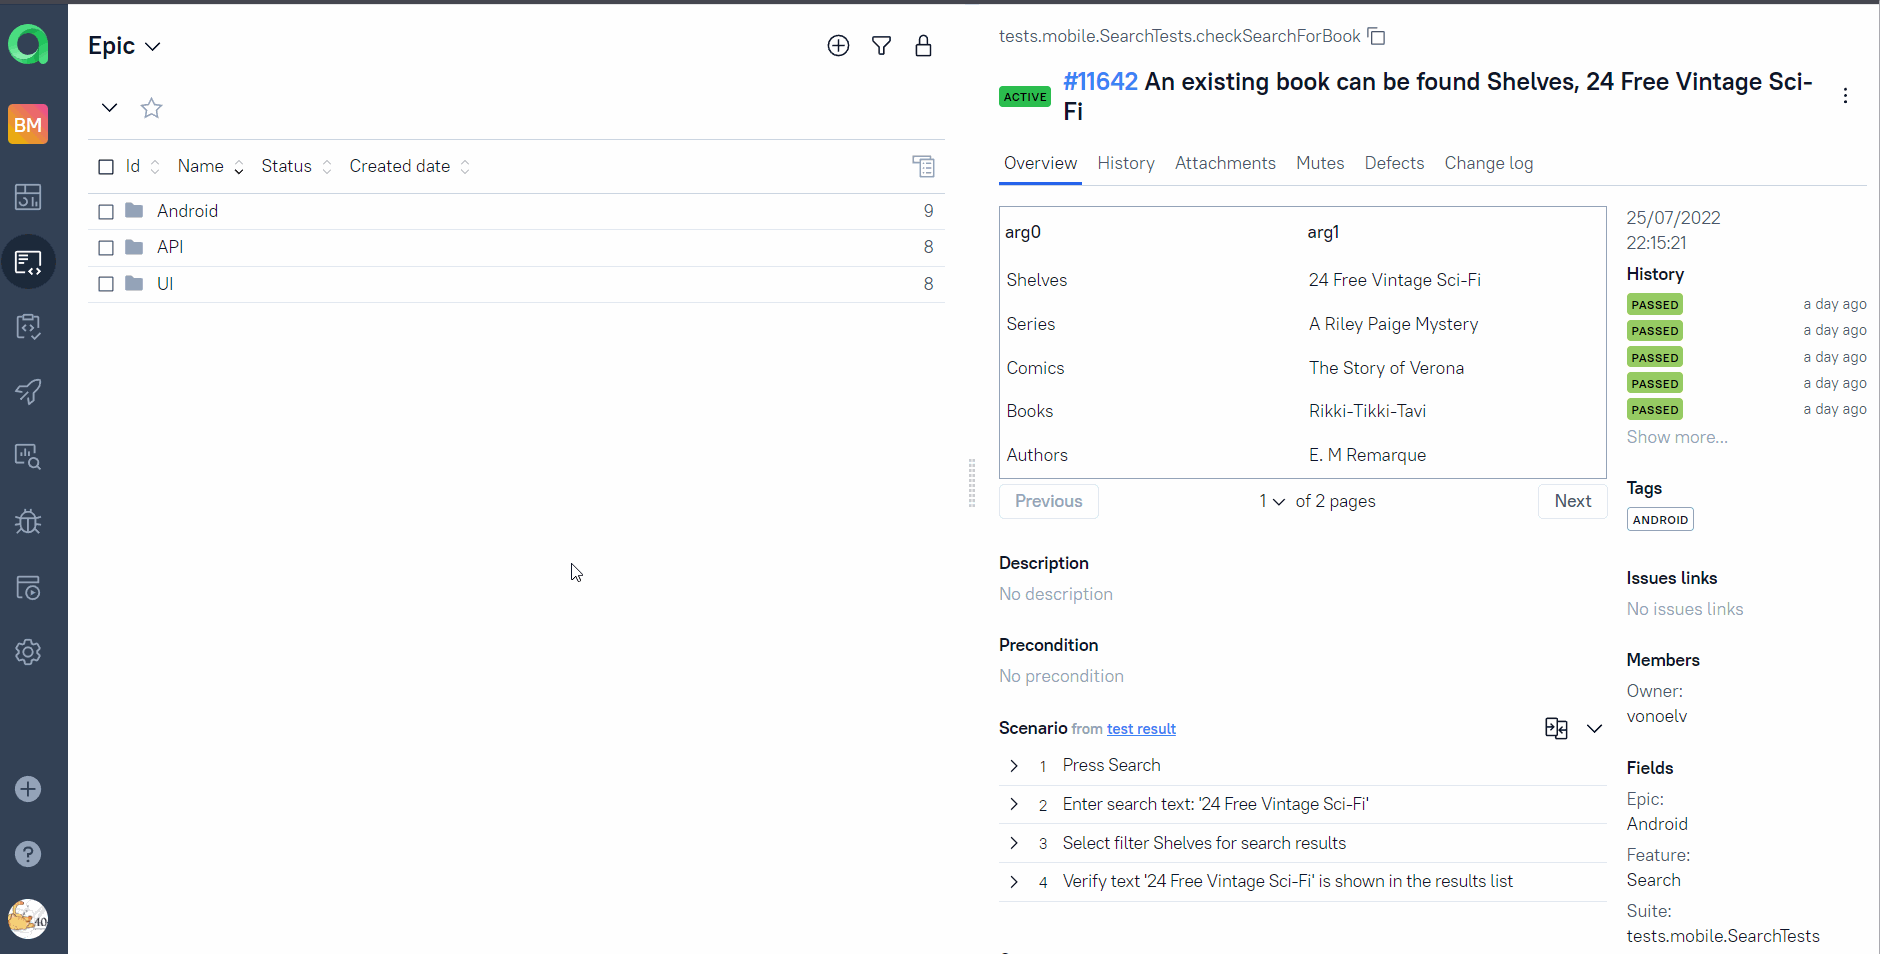 BM
Epic
Id Name Status Created date
Android 9
API 8
UI 8
tests.mobile.SearchTests.checkSearchForBook
ACTIVE
#11642 An existing book can be found Shelves, 24 Free Vintage Sci-
Fi
Overview History Attachments Mutes Defects Change log
arg0 arg1
Shelves 24 Free Vintage Sci-Fi
Series A Riley Paige Mystery
Comics The Story of Verona
Books Rikki-Tikki-Tavi
Authors E. M Remarque
Previous 1 of 2 pages Next
Description
No description
Precondition
No precondition
Scenario from test result
1 Press Search
2 Enter search text: '24 Free Vintage Sci-Fi'
3 Select filter Shelves for search results
4 Verify text '24 Free Vintage Sci-Fi' is shown in the results list
25/07/2022
22:15:21
History
PASSED a day ago
PASSED a day ago
PASSED a day ago
PASSED a day ago
PASSED a day ago
Show more...
Tags
ANDROID
Issues links
No issues links
Members
Owner:
vonoelv
Fields
Epic:
Android
Feature:
Search
Suite:
tests.mobile.SearchTests